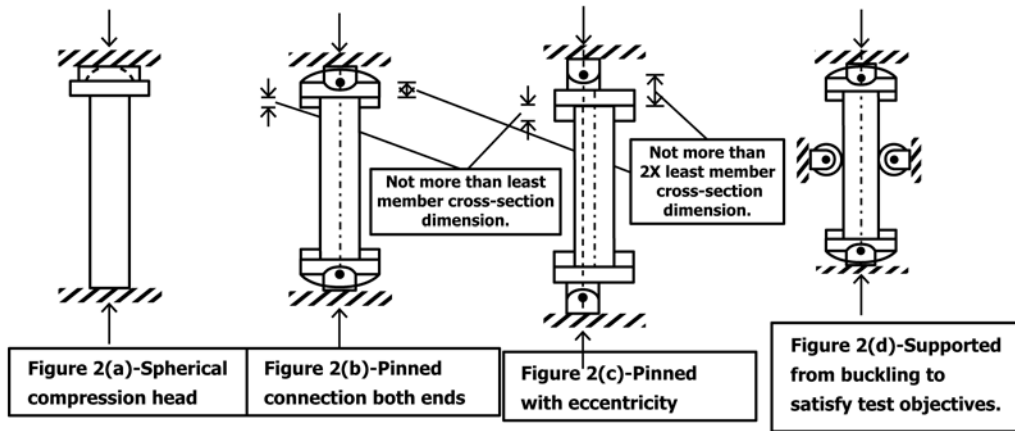 Not more than least
member cross-section
dimension.
Not more than
2X least member
cross-section
dimension.
Figure 2(a)-Spherical
compression head
Figure 2(b)-Pinned
connection both ends
Figure 2(c)-Pinned
with eccentricity
Figure 2(d)-Supported
from buckling to
satisfy test objectives.